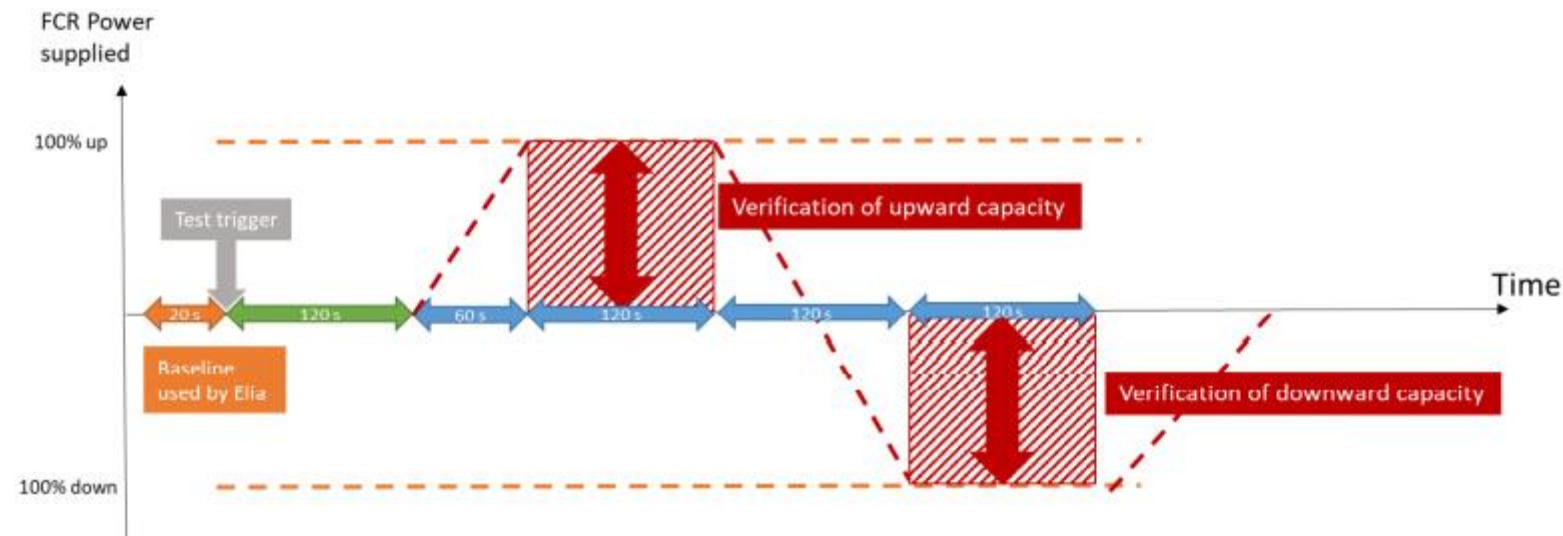 FCR Power
supplied
100% up
Test trigger
Verification of upward capacity
Time
20 s
120 s
60 s
120 s
120 s
120 s
Baseline
used by Elia
Verification of downward capacity
100% down